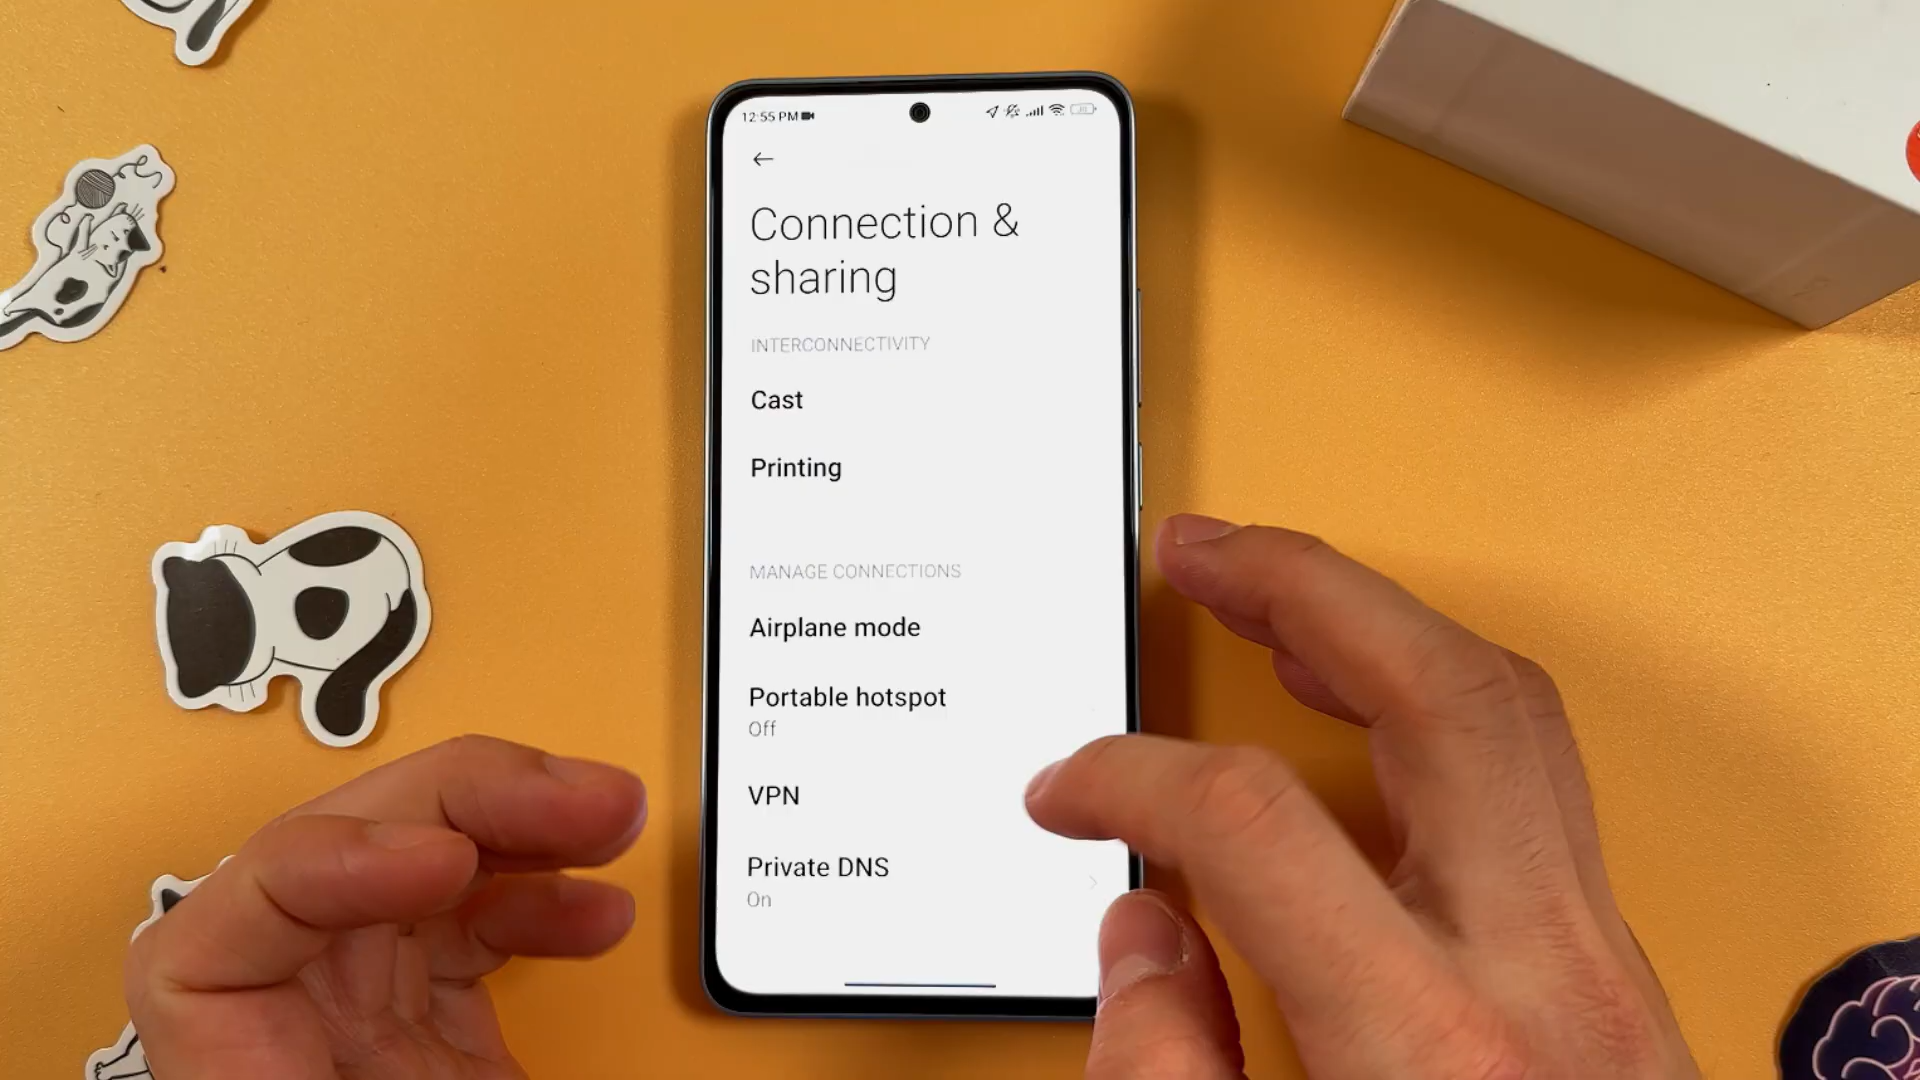 12:55 PM
Connection &
sharing
INTERCONNECTIVITY
Cast
Printing
MANAGE CONNECTIONS
Airplane mode
Portable hotspot
Off
VPN
Private DNS
On